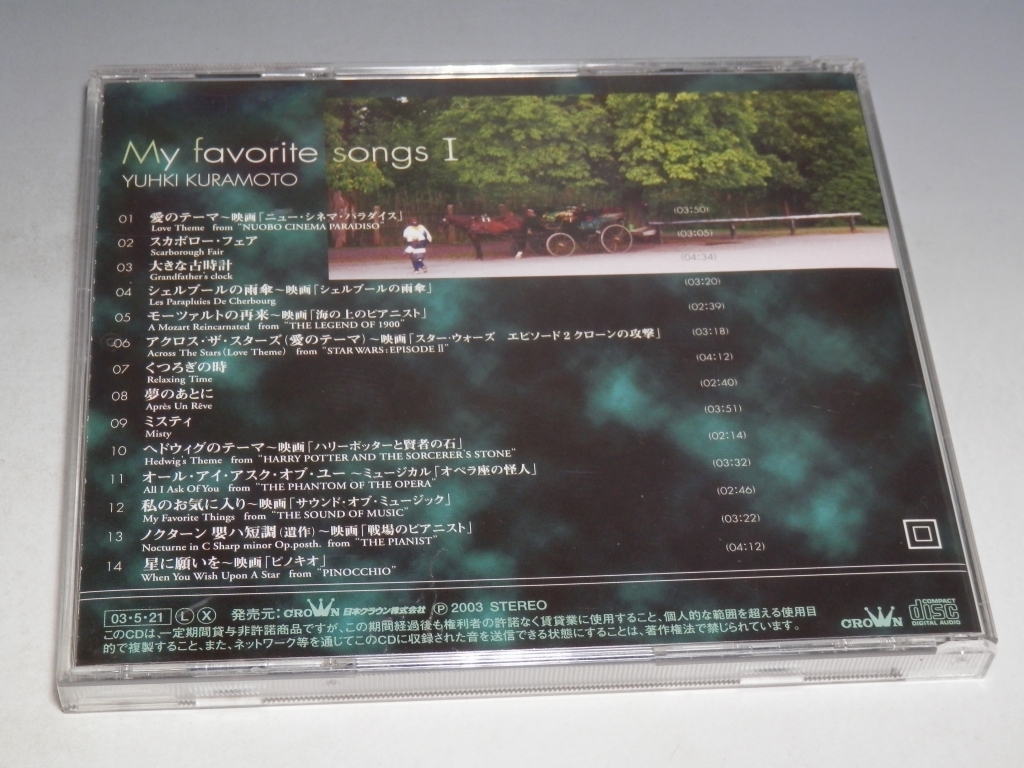 My favorite songs I
YUHKI KURAMOTO
01 愛のテーマ～映画「ニュー・シネマ・パラダイス」 (03:50)
Love Theme from "NUOBO CINEMA PARADISO"
02 スカボロー・フェア (03:05)
Scarborough Fair
03 大きな古時計 (04:34)
Grandfather's clock
04 シェルブールの雨傘～映画「シェルブールの雨傘」 (03:20)
Les Parapluies De Cherbourg
05 モーツァルトの再来～映画「海の上のピアニスト」 (02:39)
A Mozart Reincarnated from "THE LEGEND OF 1900"
06 アクロス・ザ・スターズ(愛のテーマ)～映画「スター・ウォーズ エピソード2 クローンの攻撃」 (03:18)
Across The Stars (Love Theme) from "STAR WARS : EPISODE II"
07 くつろぎの時 (04:12)
Relaxing Time
08 夢のあとに (02:40)
Après Un Rêve
09 ミスティ (03:51)
Misty
10 ヘドウィグのテーマ～映画「ハリーポッターと賢者の石」 (02:14)
Hedwig's Theme from "HARRY POTTER AND THE SORCERER'S STONE"
11 オール・アイ・アスク・オブ・ユー ～ミュージカル「オペラ座の怪人」 (03:32)
All I Ask Of You from "THE PHANTOM OF THE OPERA"
12 私のお気に入り～映画「サウンド・オブ・ミュージック」 (02:46)
My Favorite Things from "THE SOUND OF MUSIC"
13 ノクターン 嬰ハ短調(遺作)～映画「戦場のピアニスト」 (03:22)
Nocturne in C Sharp minor Op.posth. from "THE PIANIST"
14 星に願いを～映画「ピノキオ」 (04:12)
When You Wish Upon A Star from "PINOCCHIO"
03・5・21 Ⓛ Ⓧ 発売元：CROWN 日本クラウン株式会社 Ⓟ 2003 STEREO
このCDは、一定期間貸与非許諾商品ですが、この期間経過後も権利者の許諾なく賃貸業に使用すること、個人的な範囲を超える使用目
的で複製すること、また、ネットワーク等を通じてこのCDに収録された音を送信できる状態にすることは、著作権法で禁じられています。
CROWN
COMPACT
disc
DIGITAL AUDIO